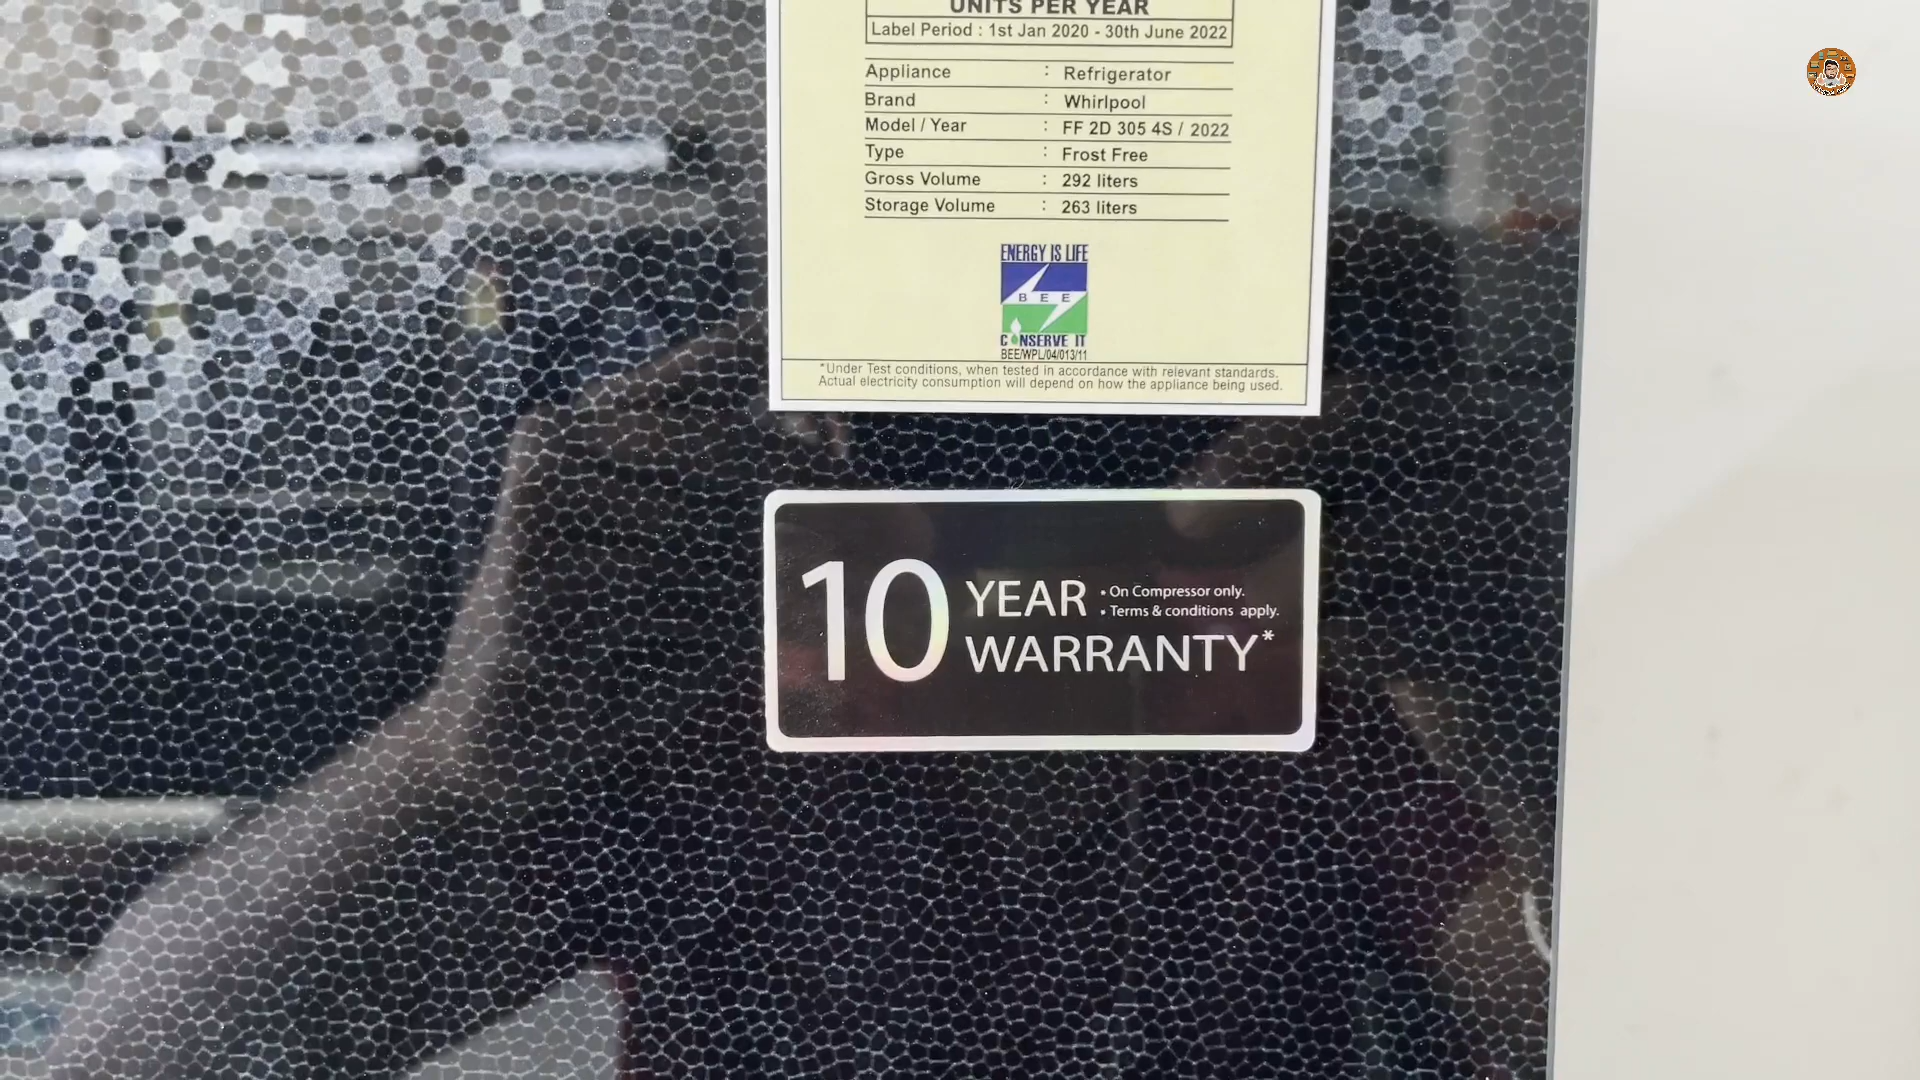 UNITS PER YEAR
Label Period : 1st Jan 2020 - 30th June 2022
Appliance : Refrigerator
Brand : Whirlpool
Model / Year : FF 2D 305 4S / 2022
Type : Frost Free
Gross Volume : 292 liters
Storage Volume : 263 liters
ENERGY IS LIFE
BEE
CONSERVE IT
BEE/WPL/04/013/11
*Under Test conditions, when tested in accordance with relevant standards.
Actual electricity consumption will depend on how the appliance being used.
10 YEAR
• On Compressor only.
• Terms & conditions apply.
WARRANTY*